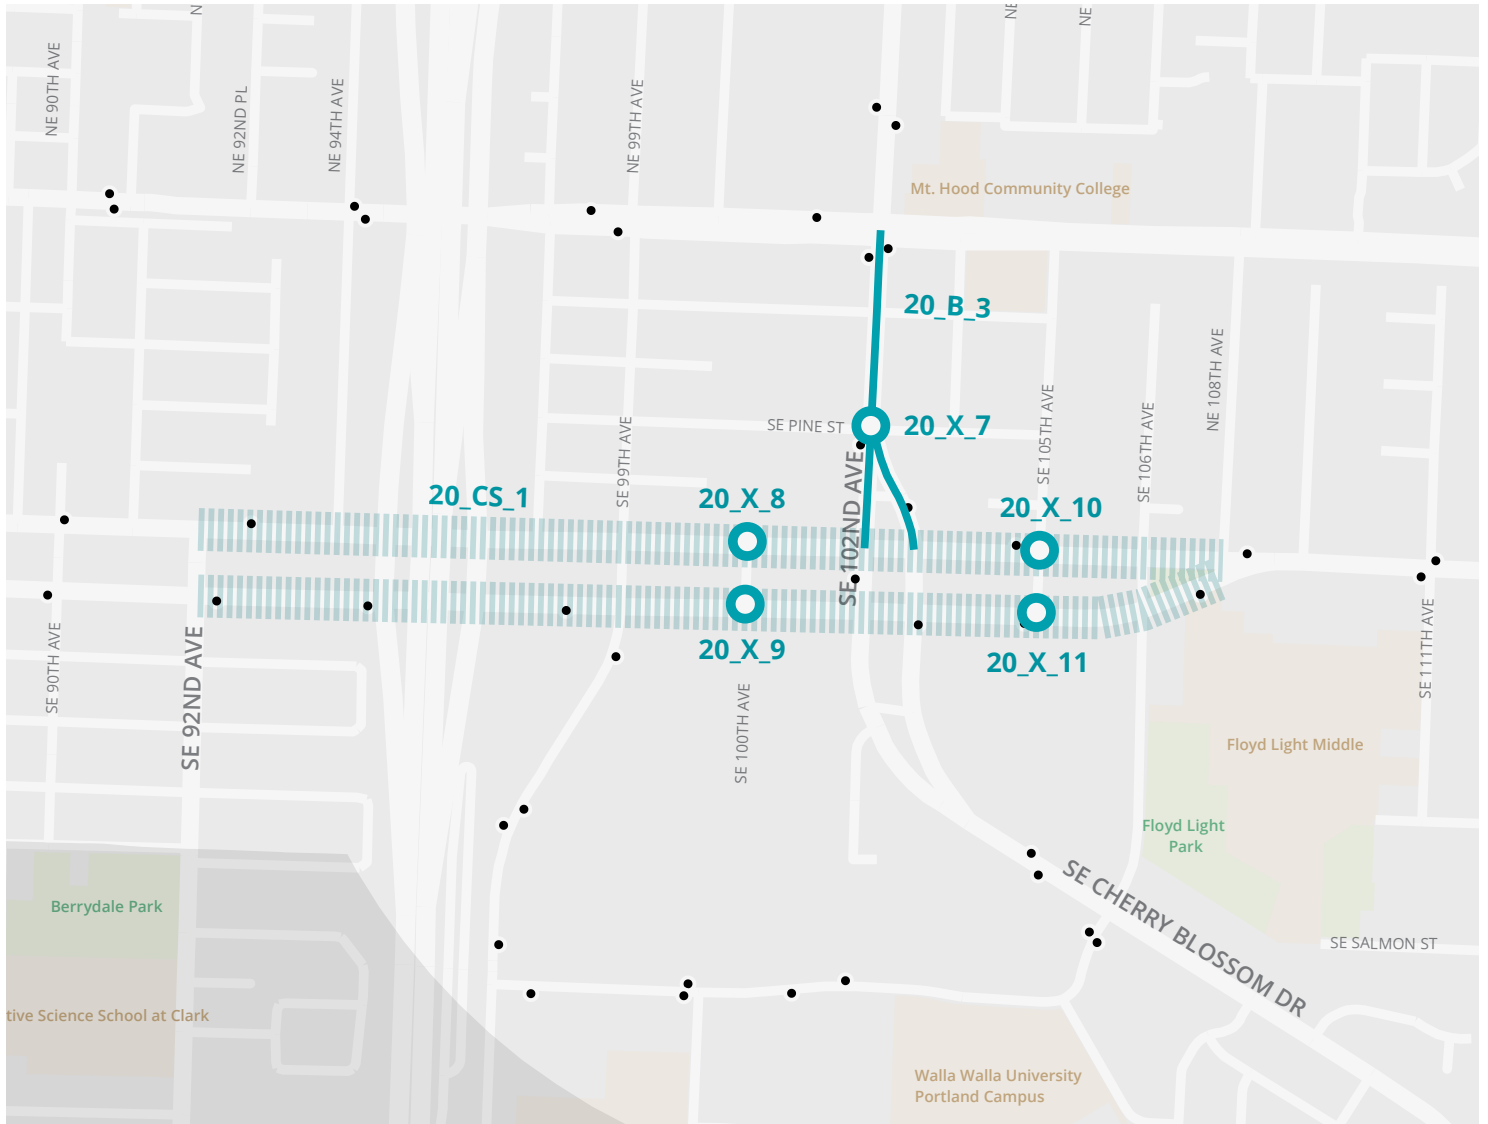 N
NE
NE
NE 90TH AVE
NE 92ND PL
NE 94TH AVE
NE 99TH AVE
Mt. Hood Community College
20_B_3
NE 108TH AVE
SE PINE ST
20_X_7
SE 99TH AVE
SE 105TH AVE
SE 106TH AVE
20_CS_1
20_X_8
20_X_10
SE 102ND AVE
20_X_9
20_X_11
SE 90TH AVE
SE 92ND AVE
SE 100TH AVE
SE 111TH AVE
Floyd Light Middle
Floyd Light
Park
Berrydale Park
SE CHERRY BLOSSOM DR
SE SALMON ST
tive Science School at Clark
Walla Walla University
Portland Campus